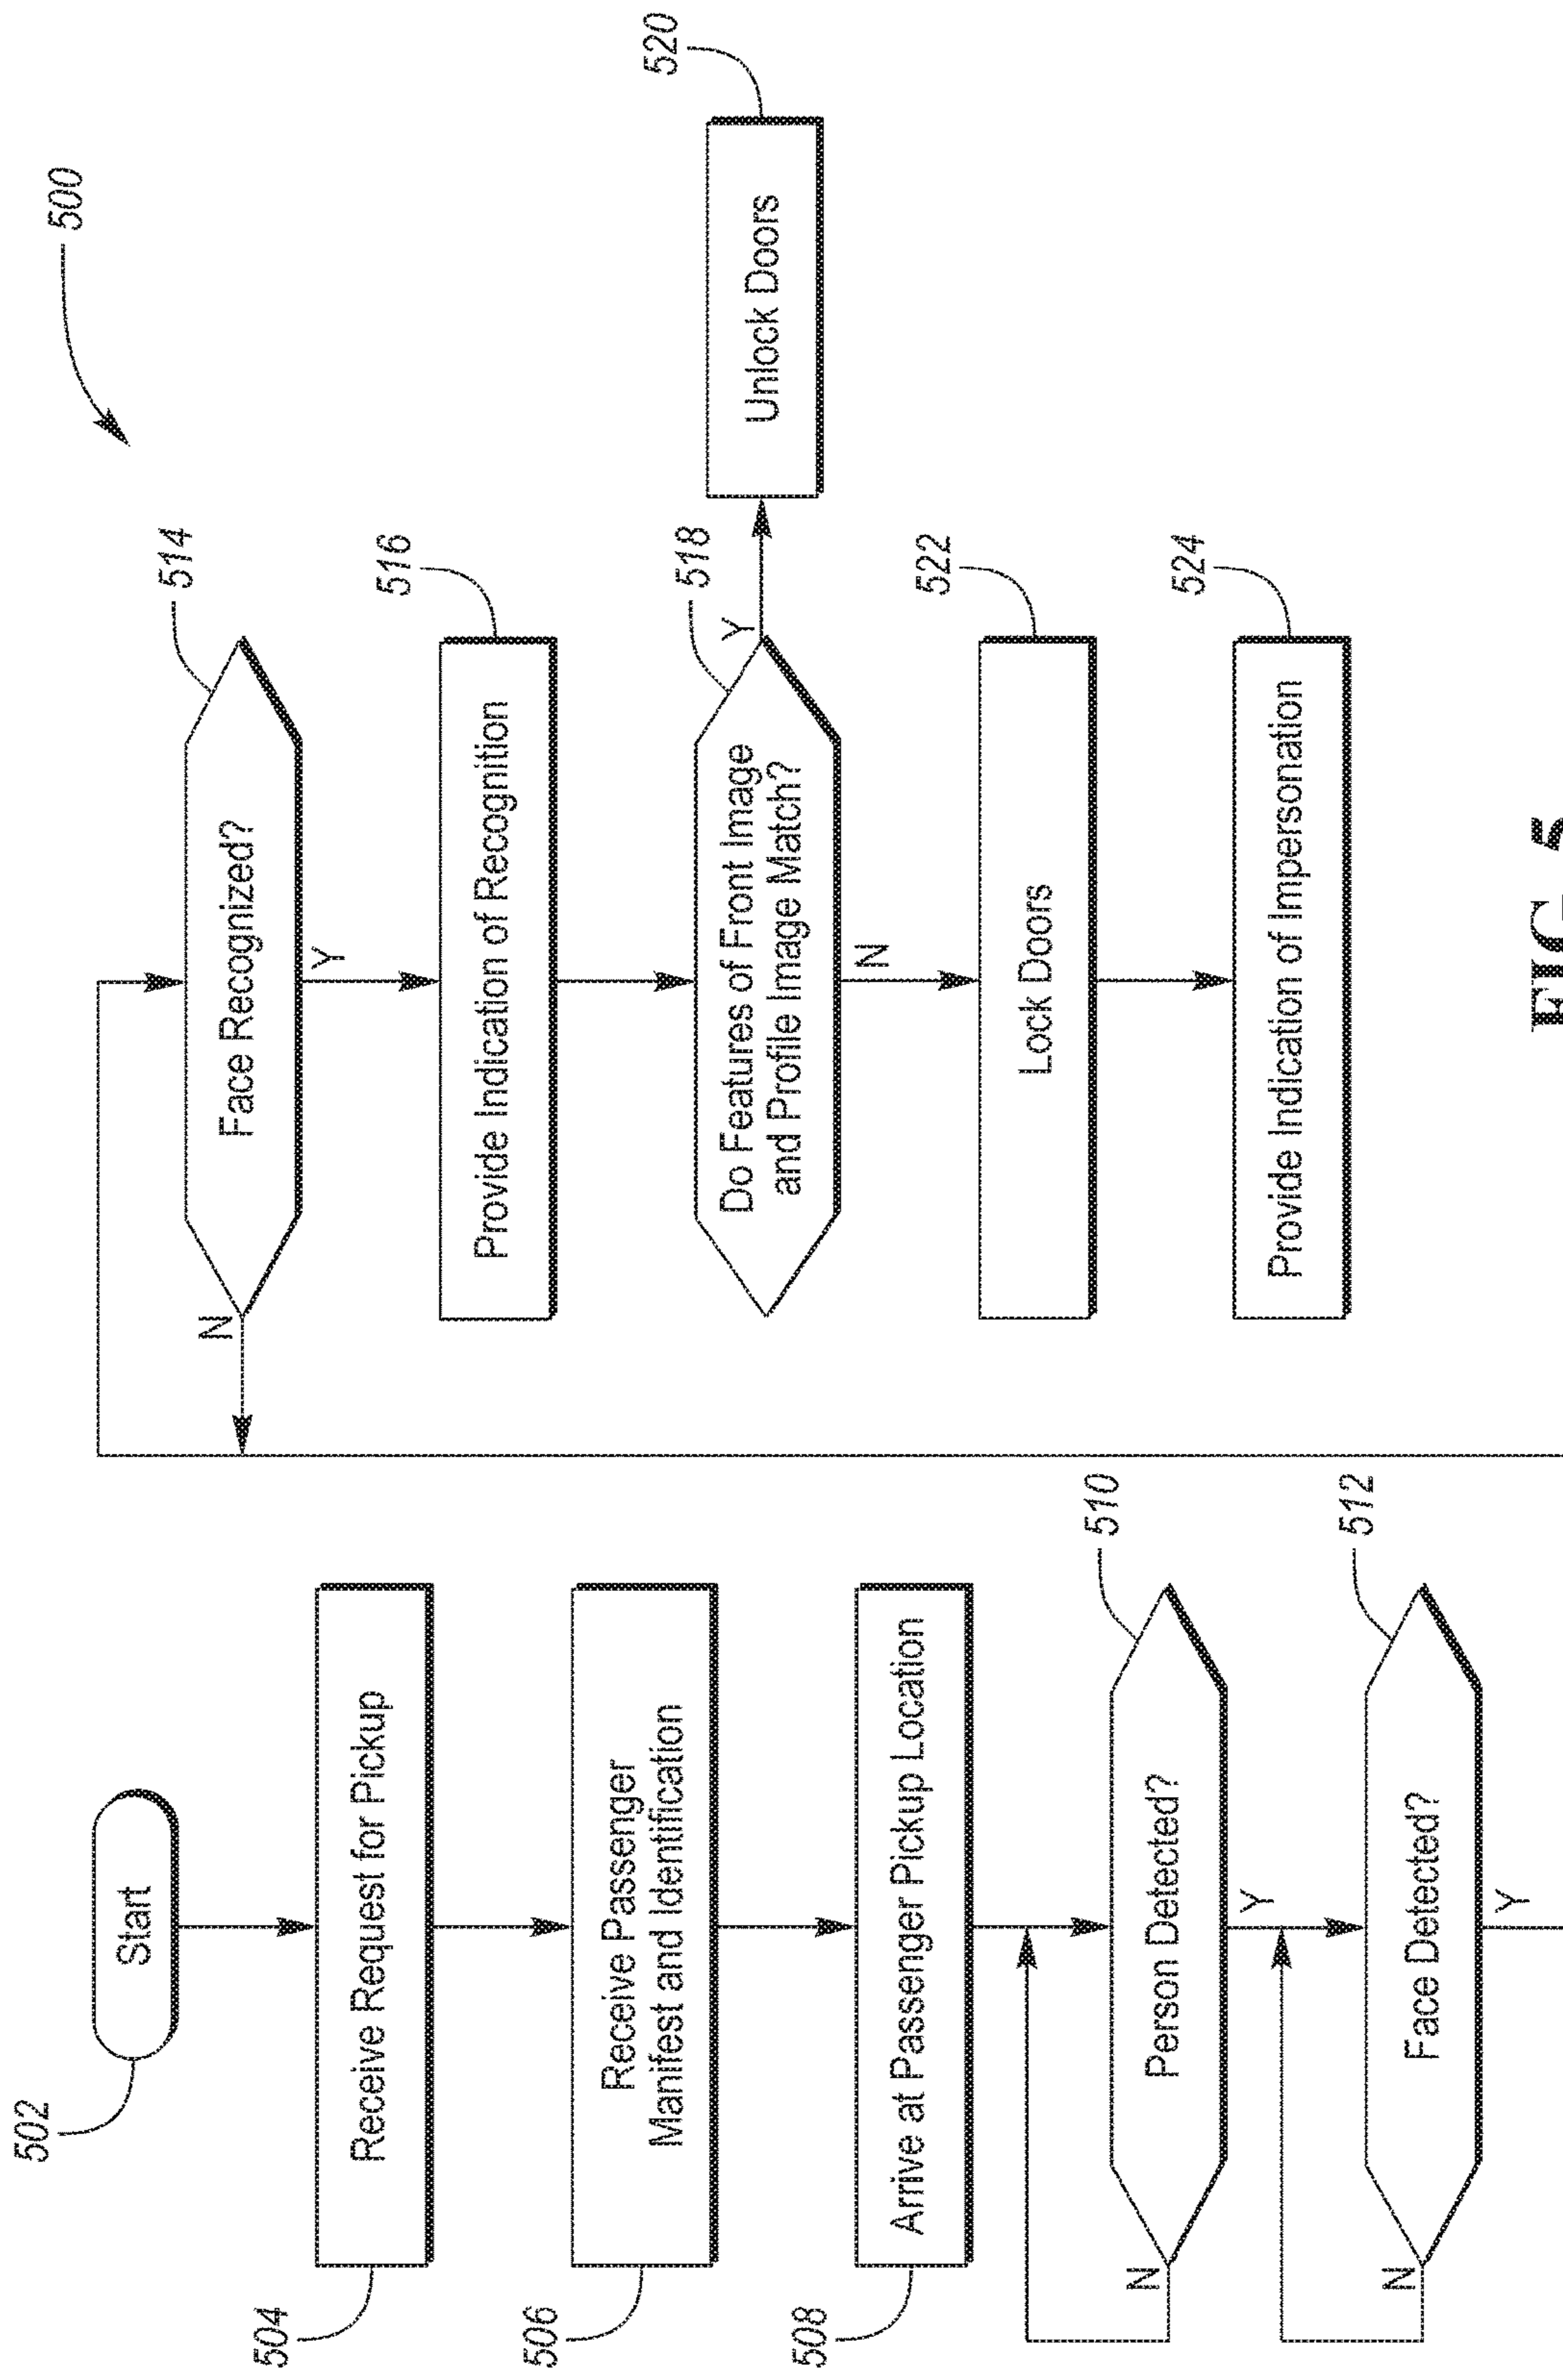 500
502
Start
504
Receive Request for Pickup
506
Receive Passenger
Manifest and Identification
508
Arrive at Passenger Pickup Location
510
Person Detected?
N
Y
512
Face Detected?
N
Y
514
Face Recognized?
N
Y
516
Provide Indication of Recognition
518
Do Features of Front Image
and Profile Image Match?
Y
N
520
Unlock Doors
522
Lock Doors
524
Provide Indication of Impersonation
FIG. 5